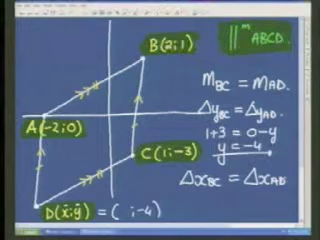 ||ᵐ ABCD.
B(2;1)
A(-2;0)
C(1;-3)
D(x;y) = ( ;-4)
m_BC = m_AD.
Δy_BC = Δy_AD.
1+3 = 0-y
y = -4
Δx_BC = Δx_AD